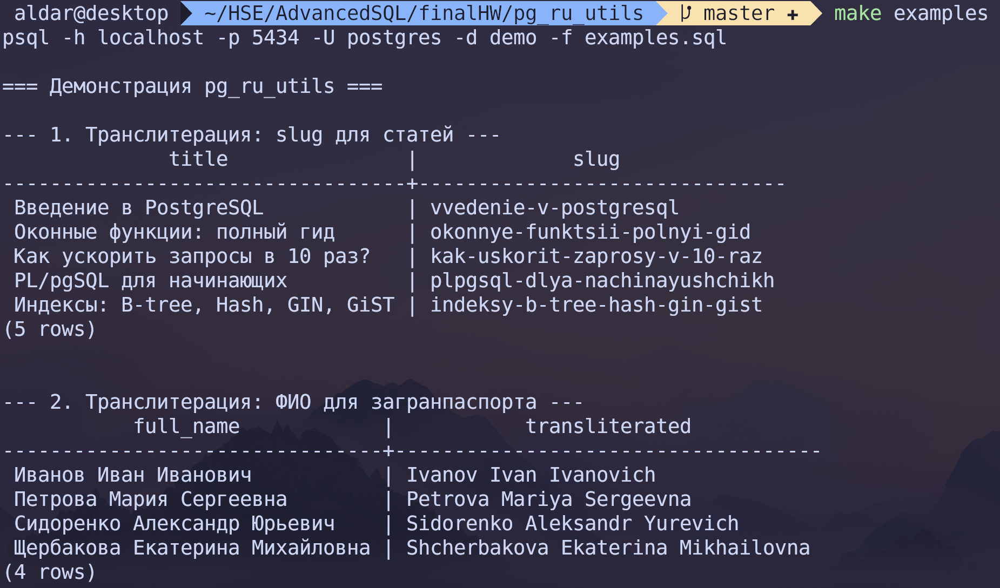 aldar@desktop ~/HSE/AdvancedSQL/finalHW/pg_ru_utils master + make examples
psql -h localhost -p 5434 -U postgres -d demo -f examples.sql
=== Демонстрация pg_ru_utils ===
--- 1. Транслитерация: slug для статей ---
title | slug
----------------------------------+-------------------------------
Введение в PostgreSQL | vvedenie-v-postgresql
Оконные функции: полный гид | okonnye-funktsii-polnyi-gid
Как ускорить запросы в 10 раз? | kak-uskorit-zaprosy-v-10-raz
PL/pgSQL для начинающих | plpgsql-dlya-nachinayushchikh
Индексы: B-tree, Hash, GIN, GiST | indeksy-b-tree-hash-gin-gist
(5 rows)
--- 2. Транслитерация: ФИО для загранпаспорта ---
full_name | transliterated
--------------------------------+------------------------------------
Иванов Иван Иванович | Ivanov Ivan Ivanovich
Петрова Мария Сергеевна | Petrova Mariya Sergeevna
Сидоренко Александр Юрьевич | Sidorenko Aleksandr Yurevich
Щербакова Екатерина Михайловна | Shcherbakova Ekaterina Mikhailovna
(4 rows)